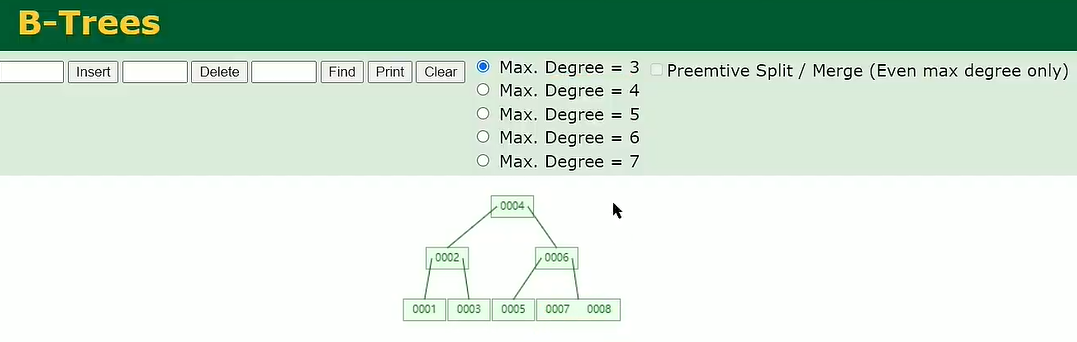 B-Trees
Insert Delete Find Print Clear Max. Degree = 3 Preemtive Split / Merge (Even max degree only)
Max. Degree = 4
Max. Degree = 5
Max. Degree = 6
Max. Degree = 7
0004
0002 0006
0001 0003 0005 0007 0008